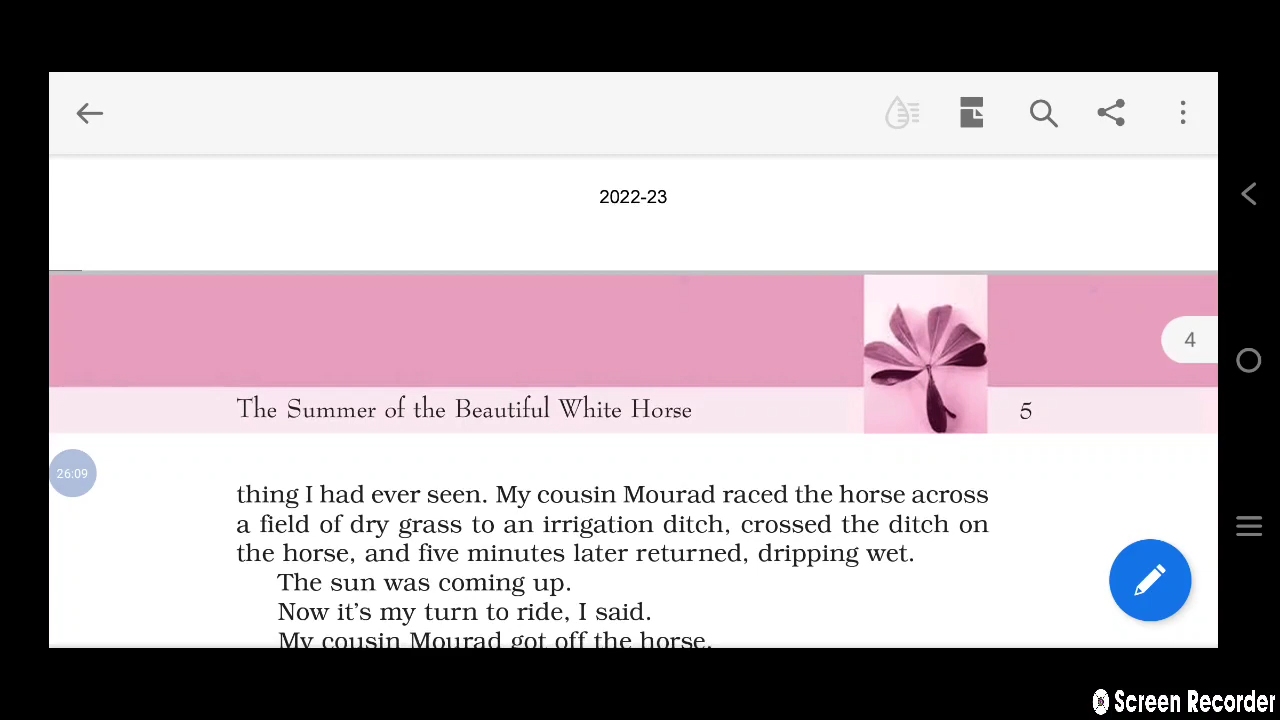 2022-23
4
The Summer of the Beautiful White Horse 5
26:09
thing I had ever seen. My cousin Mourad raced the horse across
a field of dry grass to an irrigation ditch, crossed the ditch on
the horse, and five minutes later returned, dripping wet.
The sun was coming up.
Now it's my turn to ride, I said.
My cousin Mourad got off the horse.
Screen Recorder